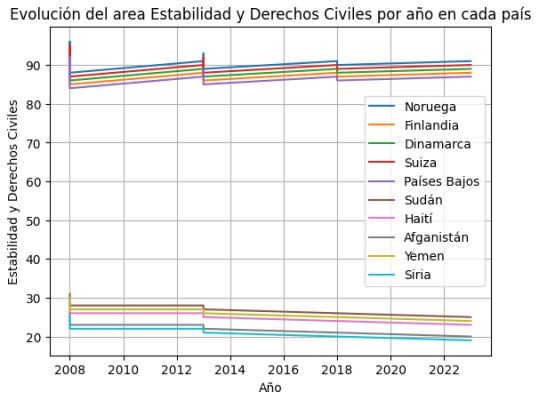 Evolución del area Estabilidad y Derechos Civiles por año en cada país
Estabilidad y Derechos Civiles
90
80
70
60
50
40
30
20
Noruega
Finlandia
Dinamarca
Suiza
Países Bajos
Sudán
Haití
Afganistán
Yemen
Siria
2008 2010 2012 2014 2016 2018 2020 2022
Año